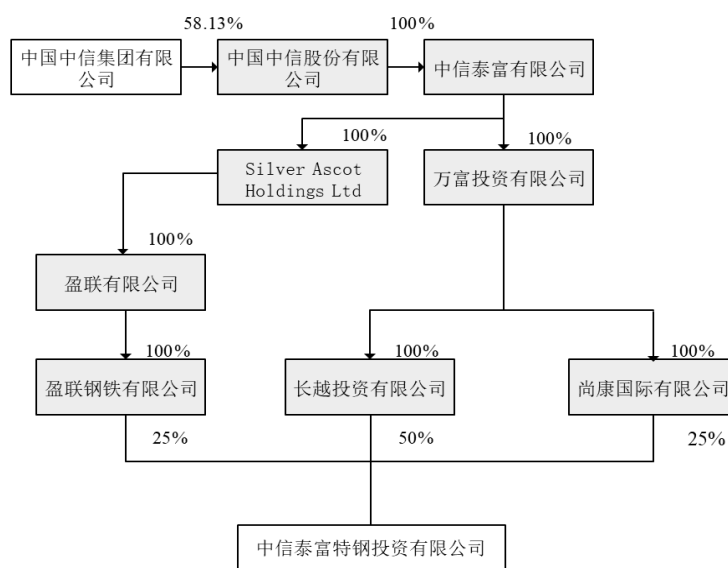 58.13%
100%
中国中信集团有限
公司
中国中信股份有限
公司
中信泰富有限公司
100%
100%
Silver Ascot
Holdings Ltd
万富投资有限公司
100%
盈联有限公司
100%
100%
100%
盈联钢铁有限公司
长越投资有限公司
尚康国际有限公司
25%
50%
25%
中信泰富特钢投资有限公司